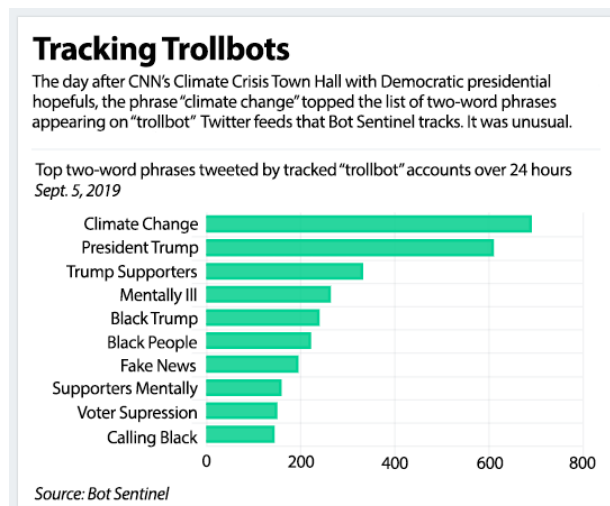 Tracking Trollbots
The day after CNN's Climate Crisis Town Hall with Democratic presidential
hopefuls, the phrase “climate change” topped the list of two-word phrases
appearing on “trollbot” Twitter feeds that Bot Sentinel tracks. It was unusual.
Top two-word phrases tweeted by tracked “trollbot” accounts over 24 hours
Sept. 5, 2019
Climate Change
President Trump
Trump Supporters
Mentally Ill
Black Trump
Black People
Fake News
Supporters Mentally
Voter Supression
Calling Black
0 200 400 600 800
Source: Bot Sentinel